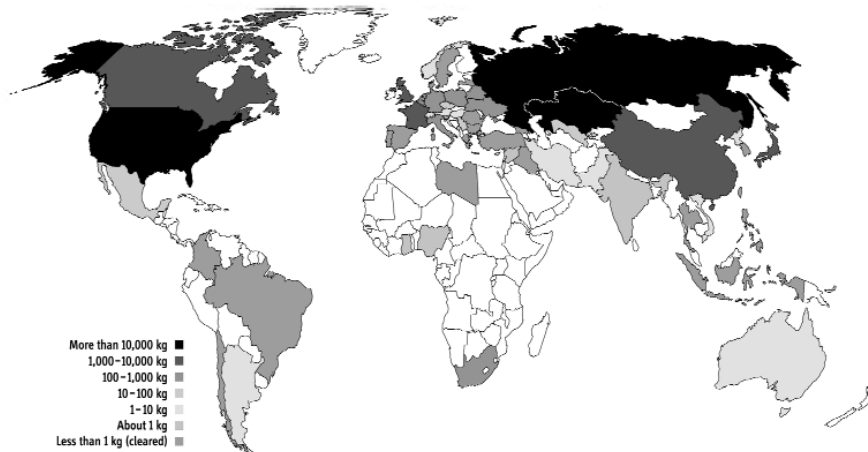 More than 10,000 kg
1,000–10,000 kg
100–1,000 kg
10–100 kg
1–10 kg
About 1 kg
Less than 1 kg (cleared)